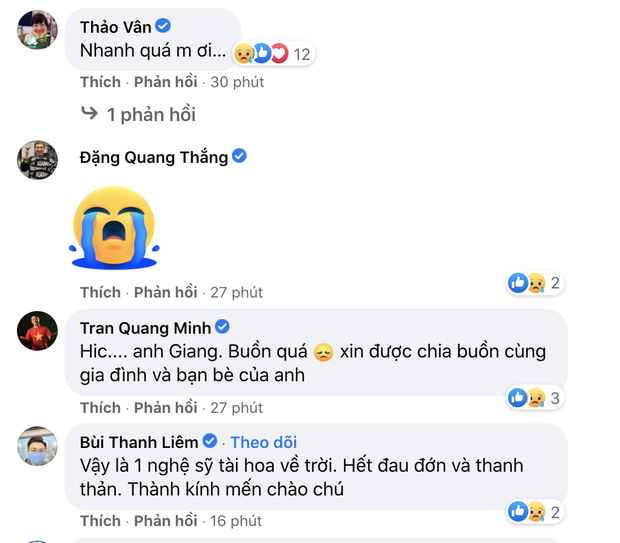 Thảo Vân
Nhanh quá m ơi...
12
Thích · Phản hồi · 30 phút
1 phản hồi
Đặng Quang Thắng
Thích · Phản hồi · 27 phút
2
Tran Quang Minh
Hic.... anh Giang. Buồn quá 😞 xin được chia buồn cùng
gia đình và bạn bè của anh
3
Thích · Phản hồi · 27 phút
Bùi Thanh Liêm · Theo dõi
Vậy là 1 nghệ sỹ tài hoa về trời. Hết đau đớn và thanh
thản. Thành kính mến chào chú
2
Thích · Phản hồi · 16 phút